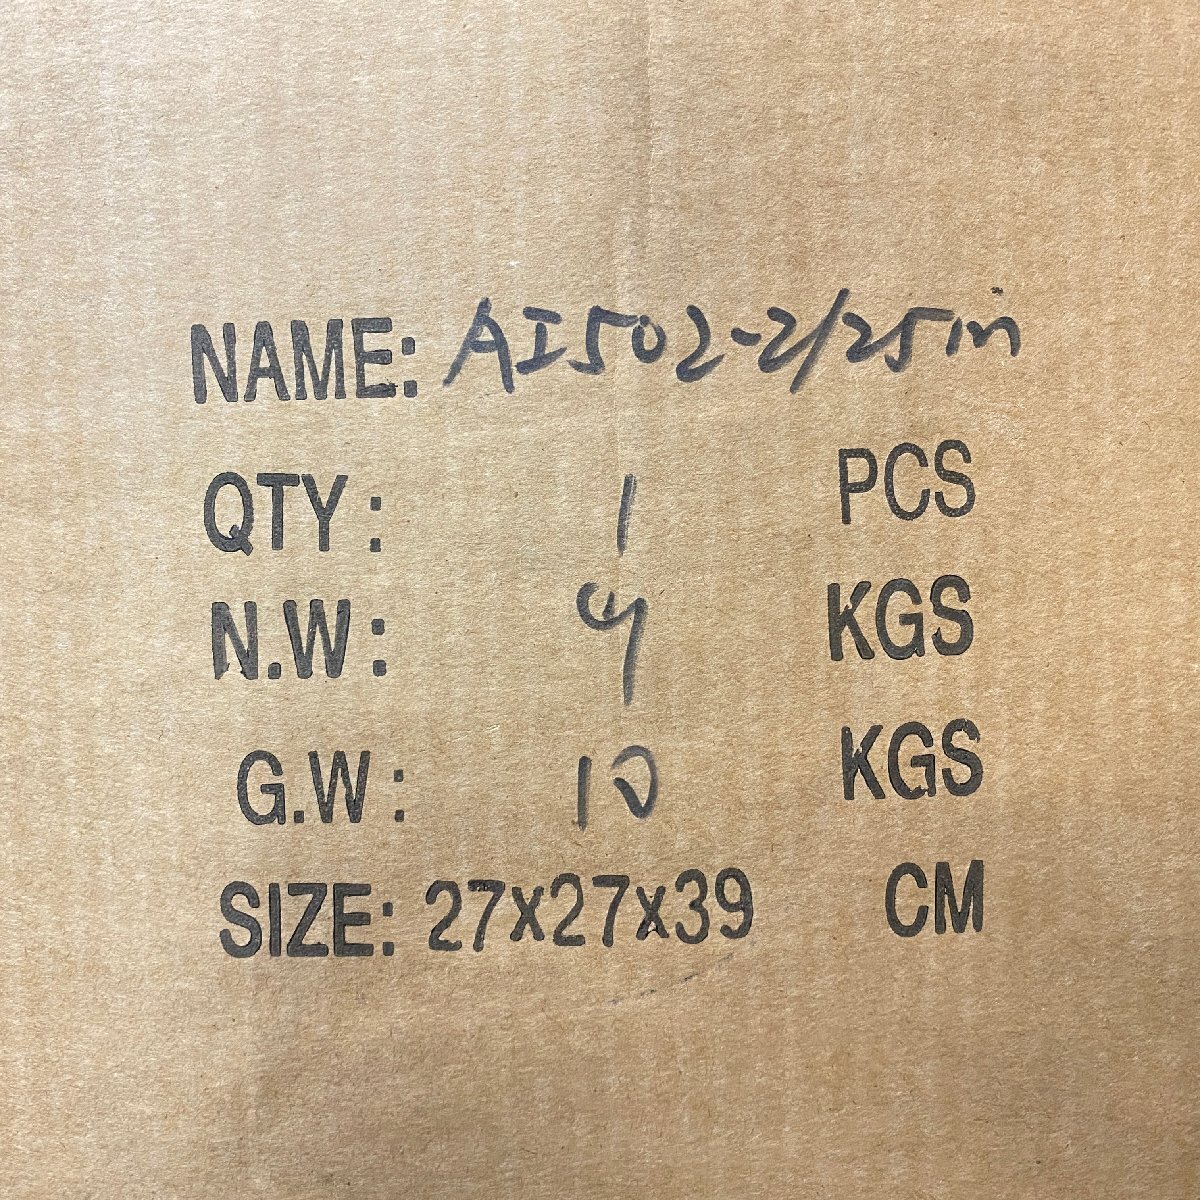 NAME: AI502-2/25m
QTY: 1 PCS
N.W: 9 KGS
G.W: 10 KGS
SIZE: 27x27x39 CM